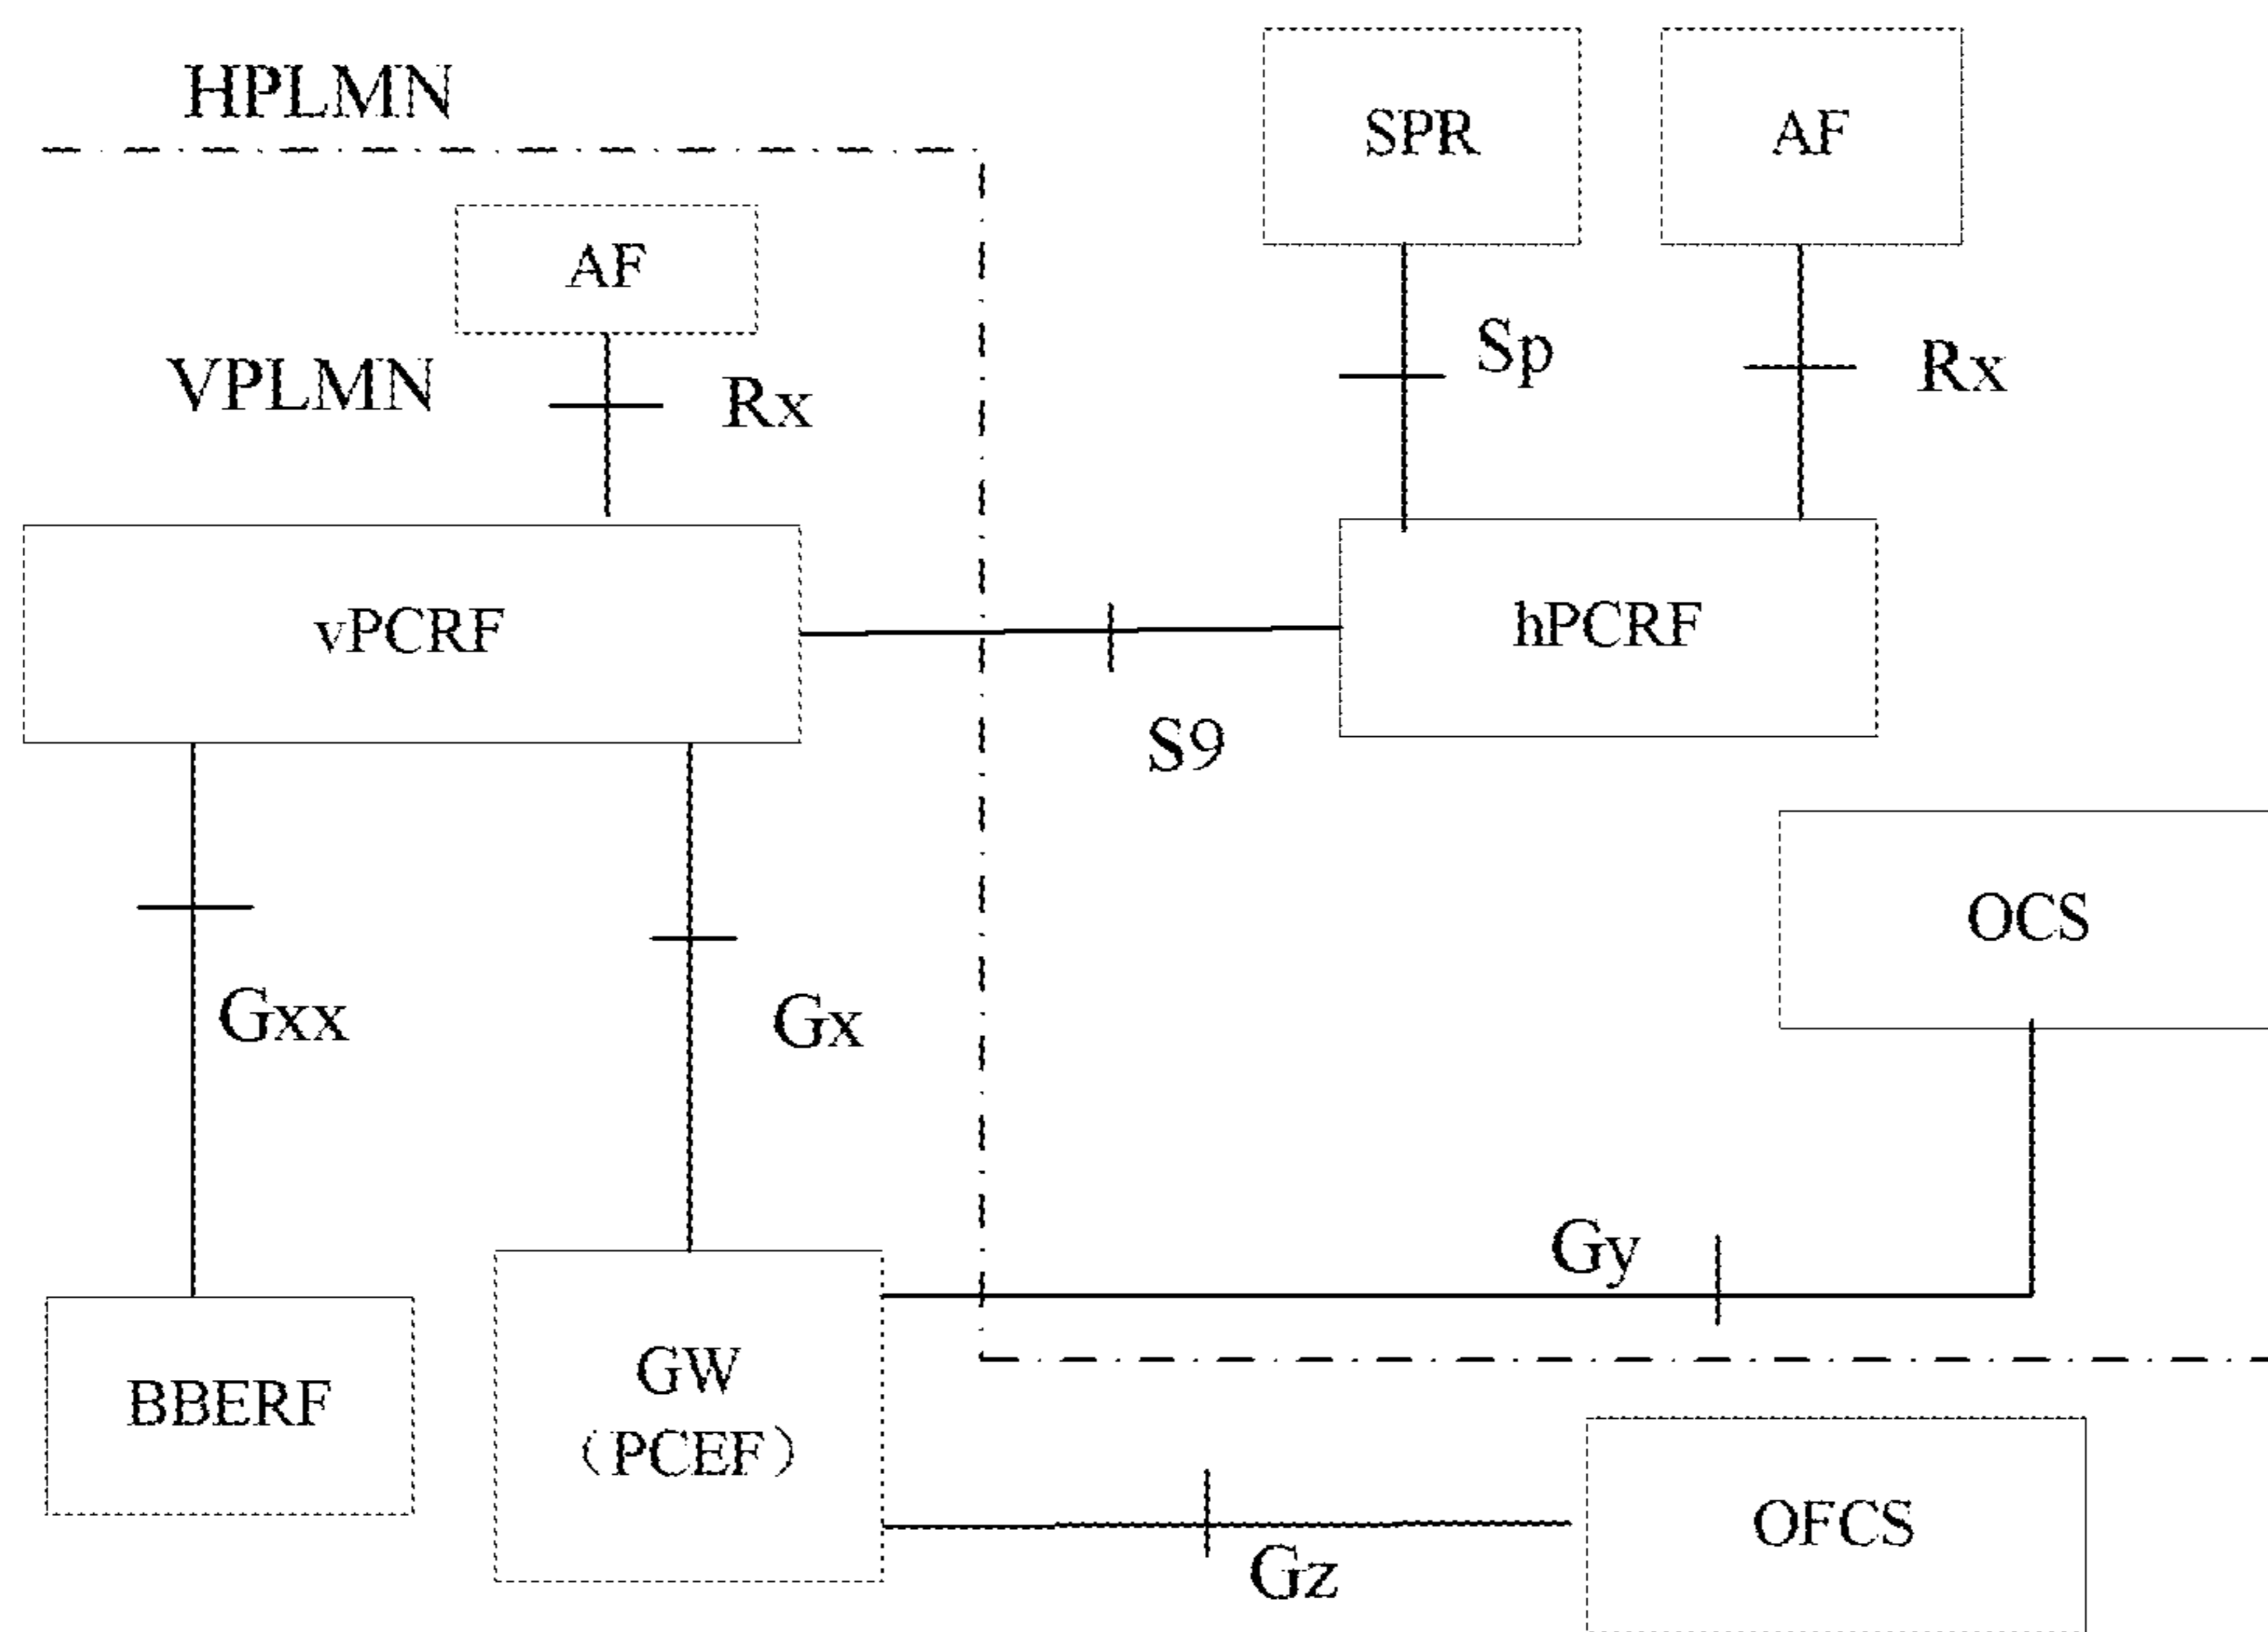 HPLMN
SPR
AF
AF
VPLMN
Rx
Sp
Rx
vPCRF
hPCRF
S9
OCS
Gxx
Gx
Gy
BBERF
GW
（PCEF）
OFCS
Gz